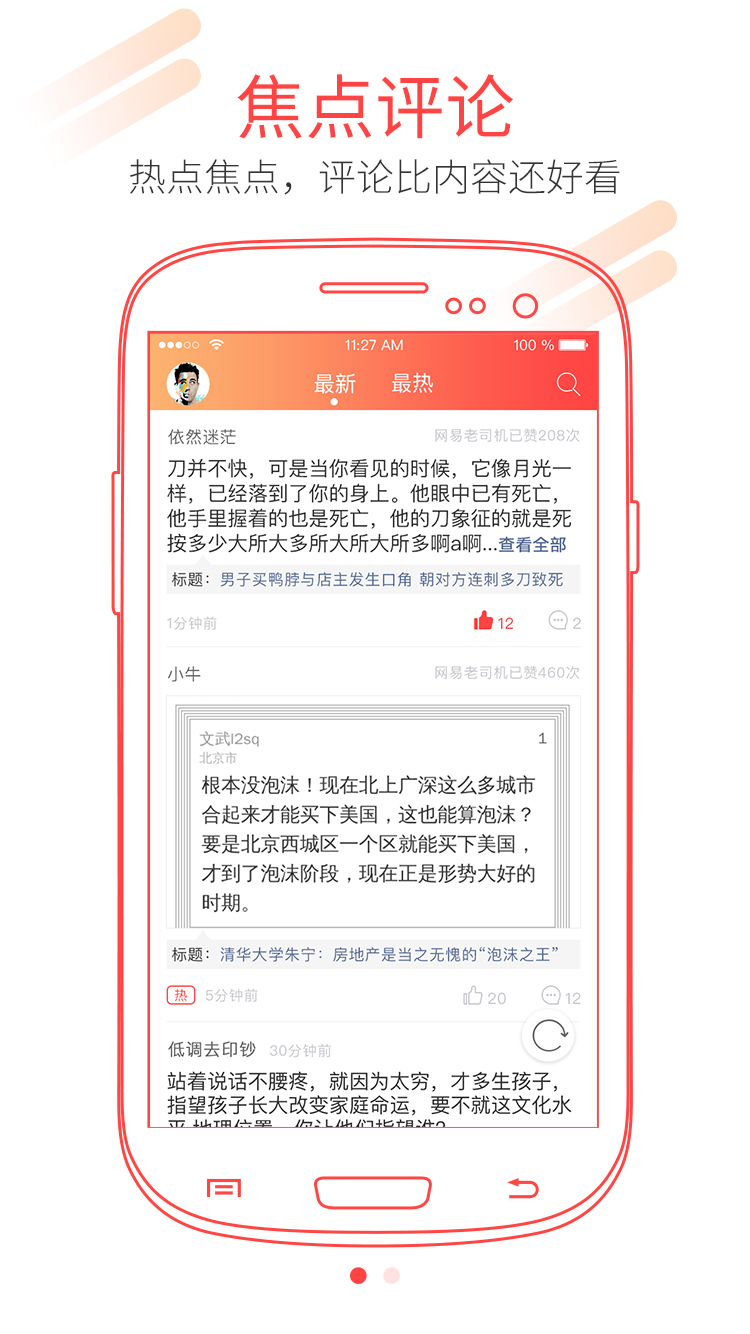 焦点评论
热点焦点，评论比内容还好看
11:27 AM
100 %
最新 最热
依然迷茫 网易老司机已赞208次
刀并不快，可是当你看见的时候，它像月光一
样，已经落到了你的身上。他眼中已有死亡，
他手里握着的也是死亡，他的刀象征的就是死
按多少大所大多所大所大所多啊a啊...查看全部
标题：男子买鸭脖与店主发生口角 朝对方连刺多刀致死
1分钟前 12 2
小牛 网易老司机已赞460次
文武l2sq 1
北京市
根本没泡沫！现在北上广深这么多城市
合起来才能买下美国，这也能算泡沫？
要是北京西城区一个区就能买下美国，
才到了泡沫阶段，现在正是形势大好的
时期。
标题：清华大学朱宁：房地产是当之无愧的“泡沫之王”
热 5分钟前 20 12
低调去印钞 30分钟前
站着说话不腰疼，就因为太穷，才多生孩子，
指望孩子长大改变家庭命运，要不就这文化水
平,地理位置，你让他们指望谁?